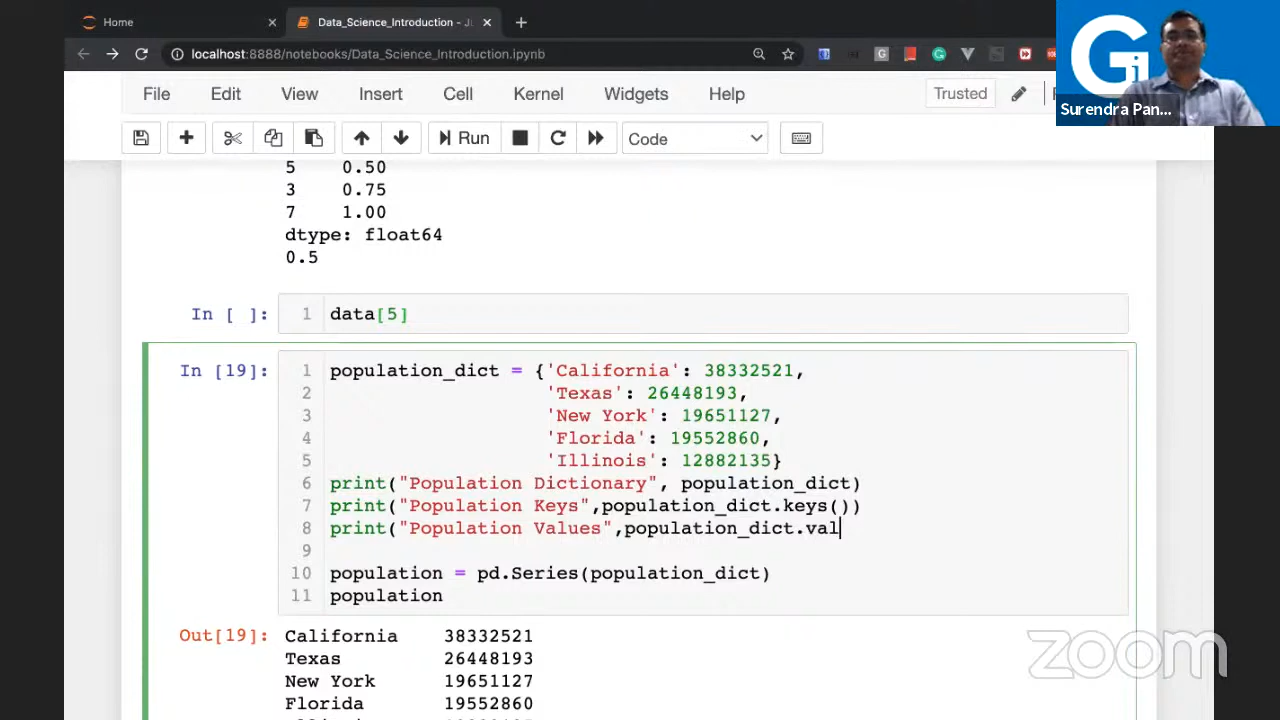 Home
Data_Science_Introduction - Ju
localhost:8888/notebooks/Data_Science_Introduction.ipynb
Gi
Surendra Pan...
File Edit View Insert Cell Kernel Widgets Help Trusted
Run Code
5 0.50
3 0.75
7 1.00
dtype: float64
0.5
In [ ]: 1 data[5]
In [19]: 1 population_dict = {'California': 38332521,
2 'Texas': 26448193,
3 'New York': 19651127,
4 'Florida': 19552860,
5 'Illinois': 12882135}
6 print("Population Dictionary", population_dict)
7 print("Population Keys",population_dict.keys())
8 print("Population Values",population_dict.val
9
10 population = pd.Series(population_dict)
11 population
Out[19]: California 38332521
Texas 26448193
New York 19651127
Florida 19552860
zoom